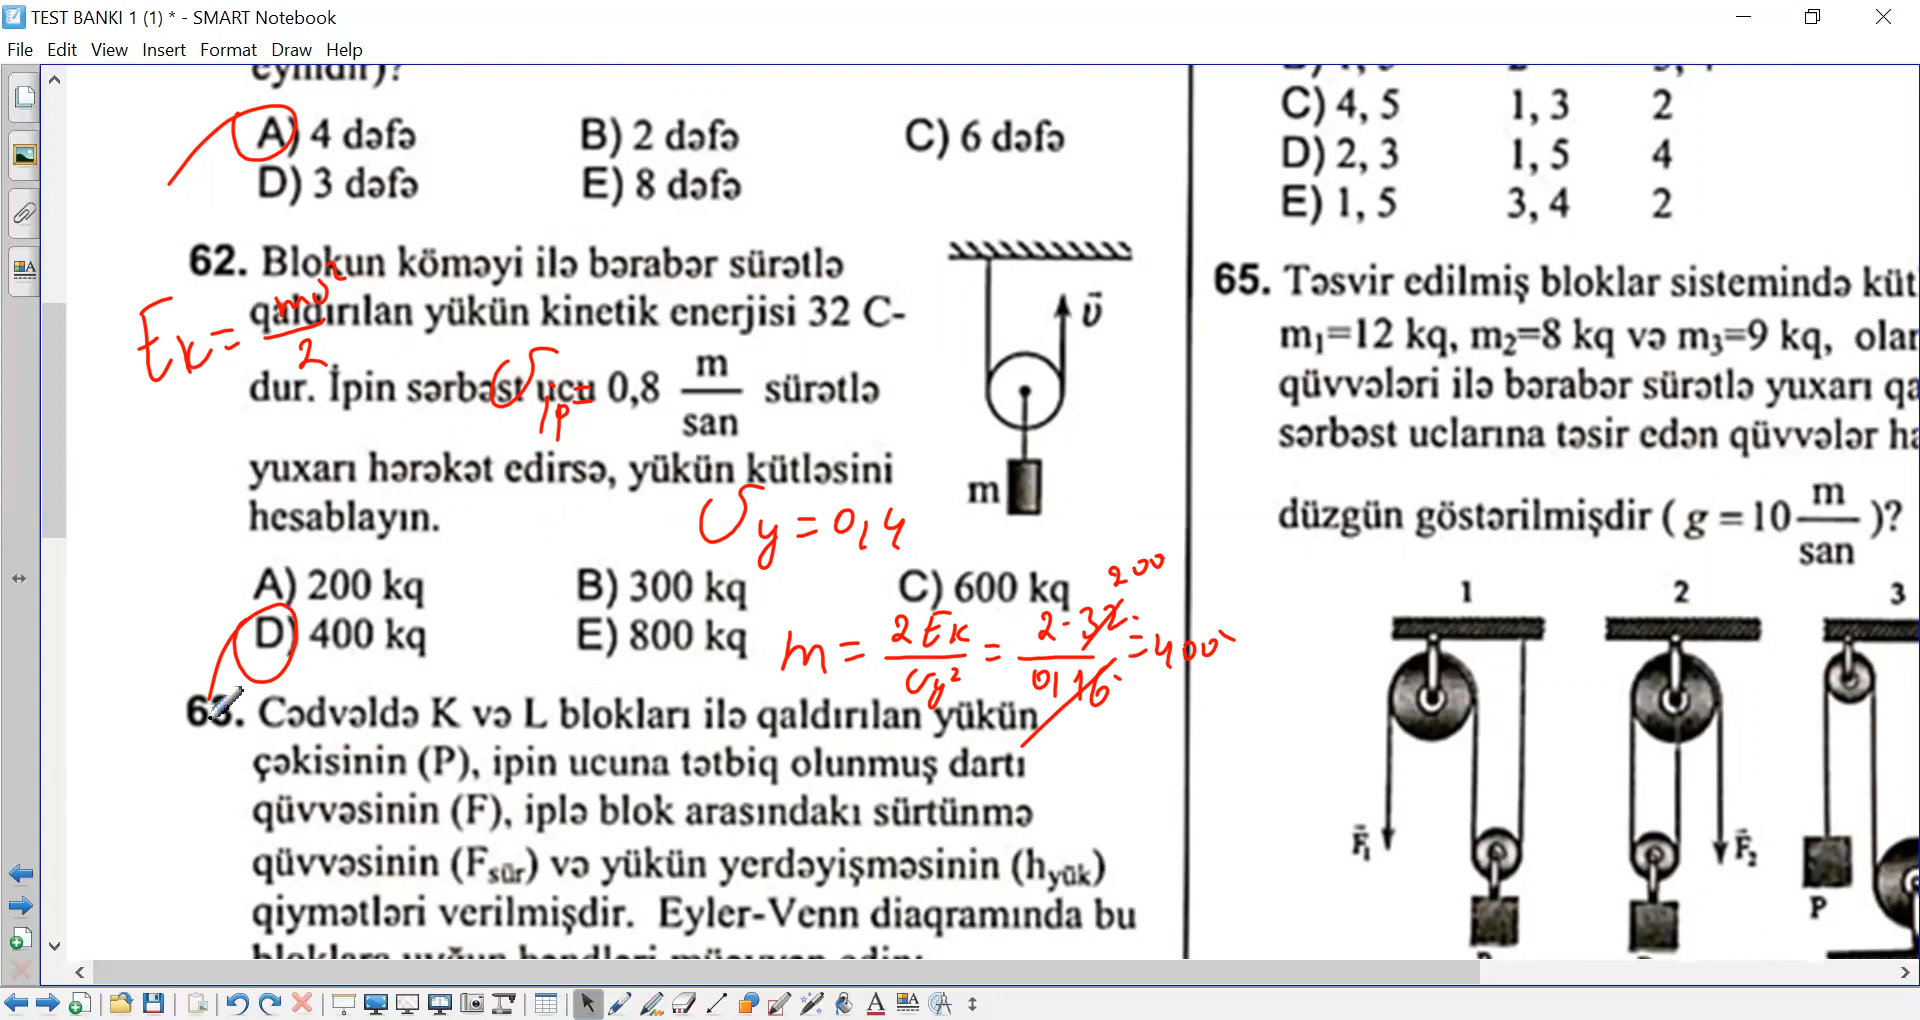 TEST BANKI 1 (1) * - SMART Notebook
File Edit View Insert Format Draw Help
A) 4 dəfə B) 2 dəfə C) 6 dəfə
D) 3 dəfə E) 8 dəfə
62. Blokun köməyi ilə bərabər sürətlə
qaldırılan yükün kinetik enerjisi 32 C-
dur. İpin sərbəst ucu 0,8 m/san sürətlə
yuxarı hərəkət edirsə, yükün kütləsini
hesablayın.
A) 200 kq B) 300 kq C) 600 kq
D) 400 kq E) 800 kq
Ek = mv²/2
υip =
υy = 0,4
m = 2Ek/υy² = 2·32/0,16 = 400
200
υ
m
63. Cədvəldə K və L blokları ilə qaldırılan yükün
çəkisinin (P), ipin ucuna tətbiq olunmuş dartı
qüvvəsinin (F), iplə blok arasındakı sürtünmə
qüvvəsinin (Fsür) və yükün yerdəyişməsinin (hyük)
qiymətləri verilmişdir. Eyler-Venn diaqramında bu
C) 4, 5 1, 3 2
D) 2, 3 1, 5 4
E) 1, 5 3, 4 2
65. Təsvir edilmiş bloklar sistemində küt
m1=12 kq, m2=8 kq və m3=9 kq, olar
qüvvələri ilə bərabər sürətlə yuxarı qa
sərbəst uclarına təsir edən qüvvələr ha
düzgün göstərilmişdir ( g = 10 m/san )?
1 2 3
F1 F2
P